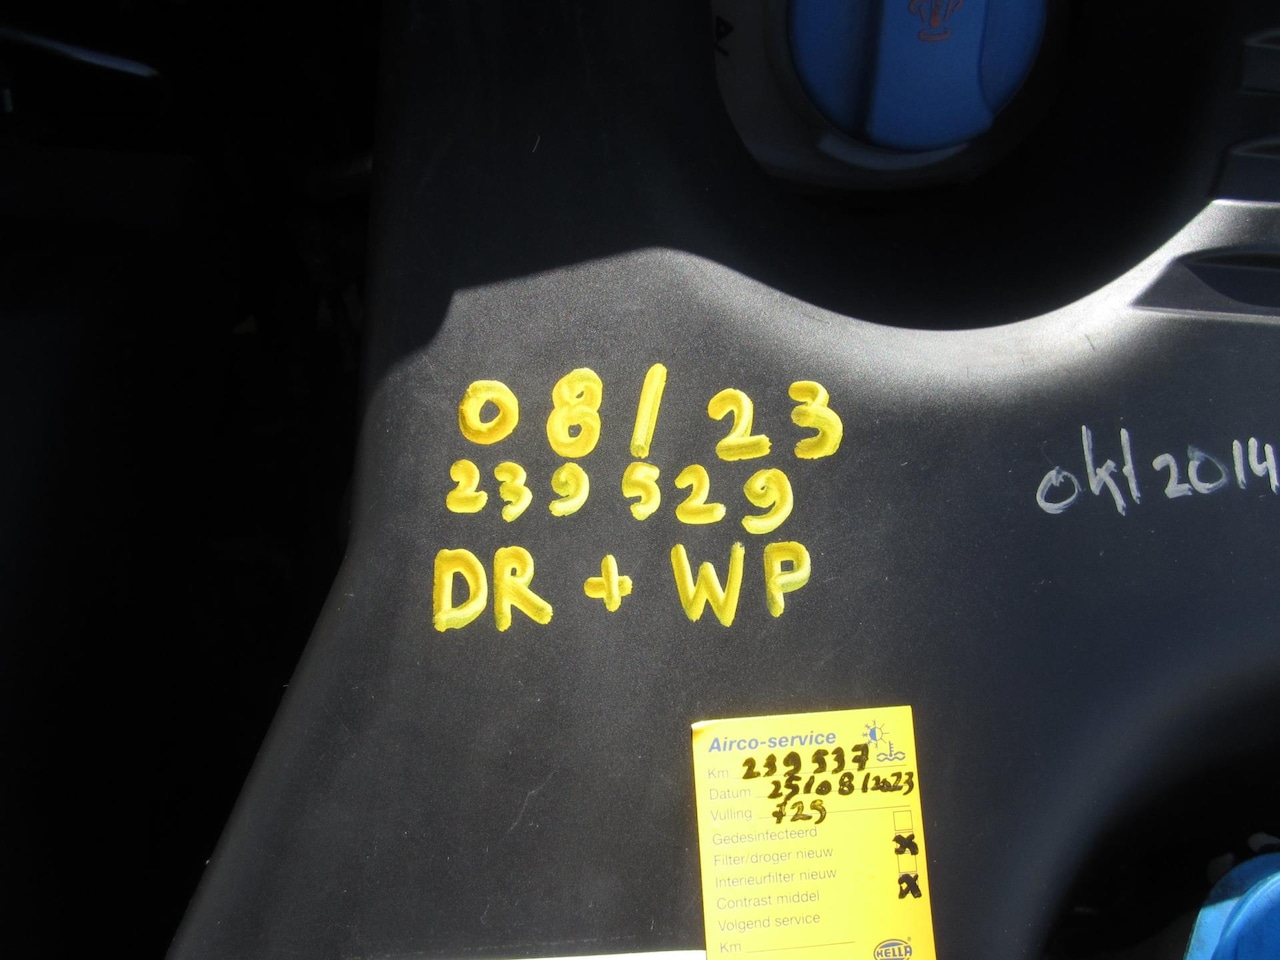 08/23
239529
DR + WP
okt 2014
Airco-service
Km 239537
Datum 25/08/2023
Vulling 725
Gedesinfecteerd
Filter/droger nieuw
Interieurfilter nieuw
Contrast middel
Volgend service
Km
HELLA